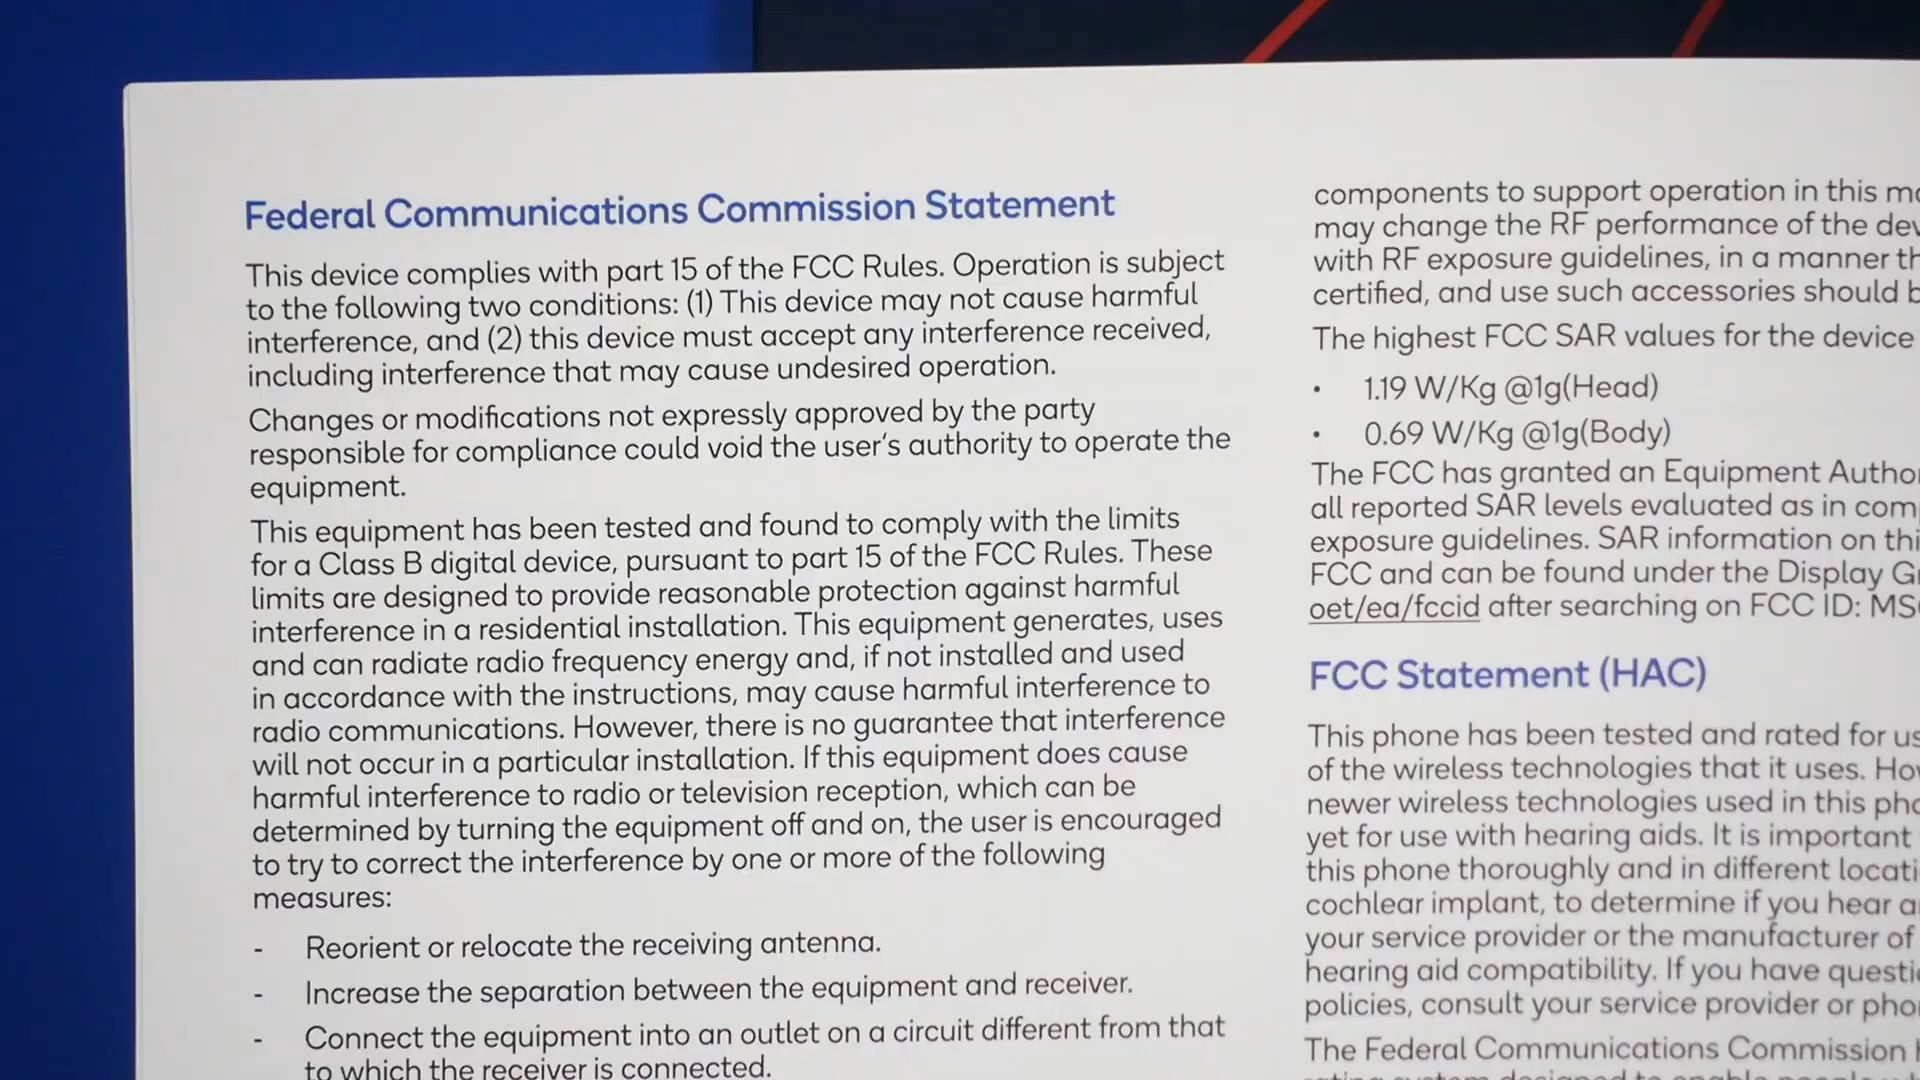 Federal Communications Commission Statement
This device complies with part 15 of the FCC Rules. Operation is subject
to the following two conditions: (1) This device may not cause harmful
interference, and (2) this device must accept any interference received,
including interference that may cause undesired operation.
Changes or modifications not expressly approved by the party
responsible for compliance could void the user's authority to operate the
equipment.
This equipment has been tested and found to comply with the limits
for a Class B digital device, pursuant to part 15 of the FCC Rules. These
limits are designed to provide reasonable protection against harmful
interference in a residential installation. This equipment generates, uses
and can radiate radio frequency energy and, if not installed and used
in accordance with the instructions, may cause harmful interference to
radio communications. However, there is no guarantee that interference
will not occur in a particular installation. If this equipment does cause
harmful interference to radio or television reception, which can be
determined by turning the equipment off and on, the user is encouraged
to try to correct the interference by one or more of the following
measures:
- Reorient or relocate the receiving antenna.
- Increase the separation between the equipment and receiver.
- Connect the equipment into an outlet on a circuit different from that
to which the receiver is connected.
components to support operation in this
may change the RF performance of the
with RF exposure guidelines, in a manner
certified, and use such accessories should
The highest FCC SAR values for the device
• 1.19 W/Kg @1g(Head)
• 0.69 W/Kg @1g(Body)
The FCC has granted an Equipment
all reported SAR levels evaluated as in
exposure guidelines. SAR information on
FCC and can be found under the Display
oet/ea/fccid after searching on FCC ID:
FCC Statement (HAC)
This phone has been tested and rated for
of the wireless technologies that it uses.
newer wireless technologies used in this
yet for use with hearing aids. It is important
this phone thoroughly and in different
cochlear implant, to determine if you hear
your service provider or the manufacturer of
hearing aid compatibility. If you have
policies, consult your service provider or
The Federal Communications Commission